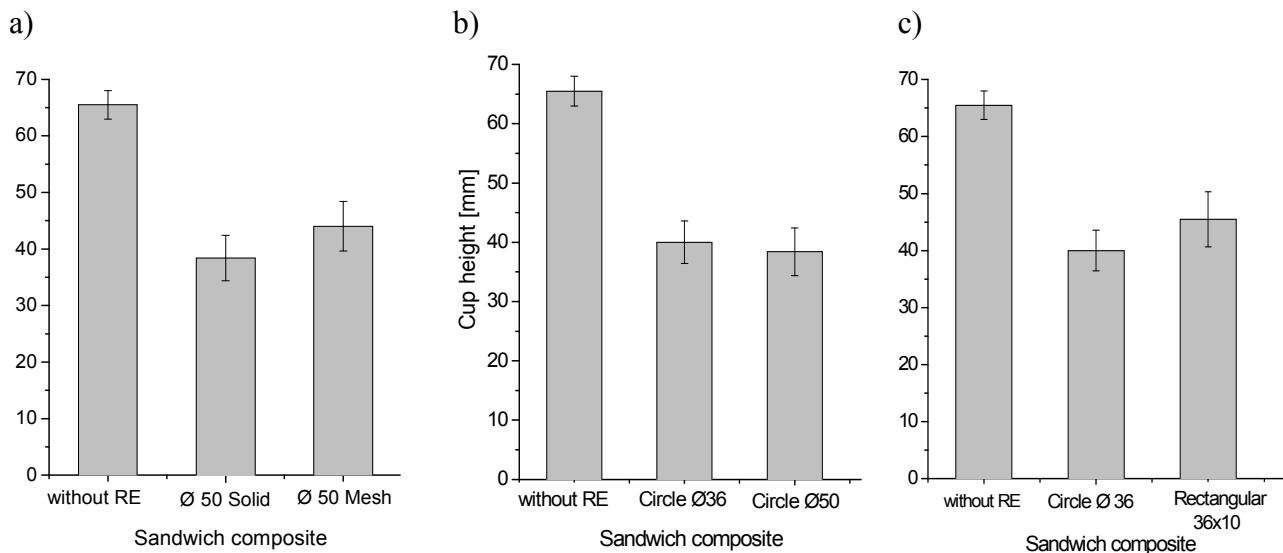 a)
70
60
50
40
30
20
10
0
without RE
Ø 50 Solid
Ø 50 Mesh
Sandwich composite
b)
Cup height [mm]
70
60
50
40
30
20
10
0
without RE
Circle Ø36
Circle Ø50
Sandwich composite
c)
70
60
50
40
30
20
10
0
without RE
Circle Ø 36
Rectangular
36x10
Sandwich composite